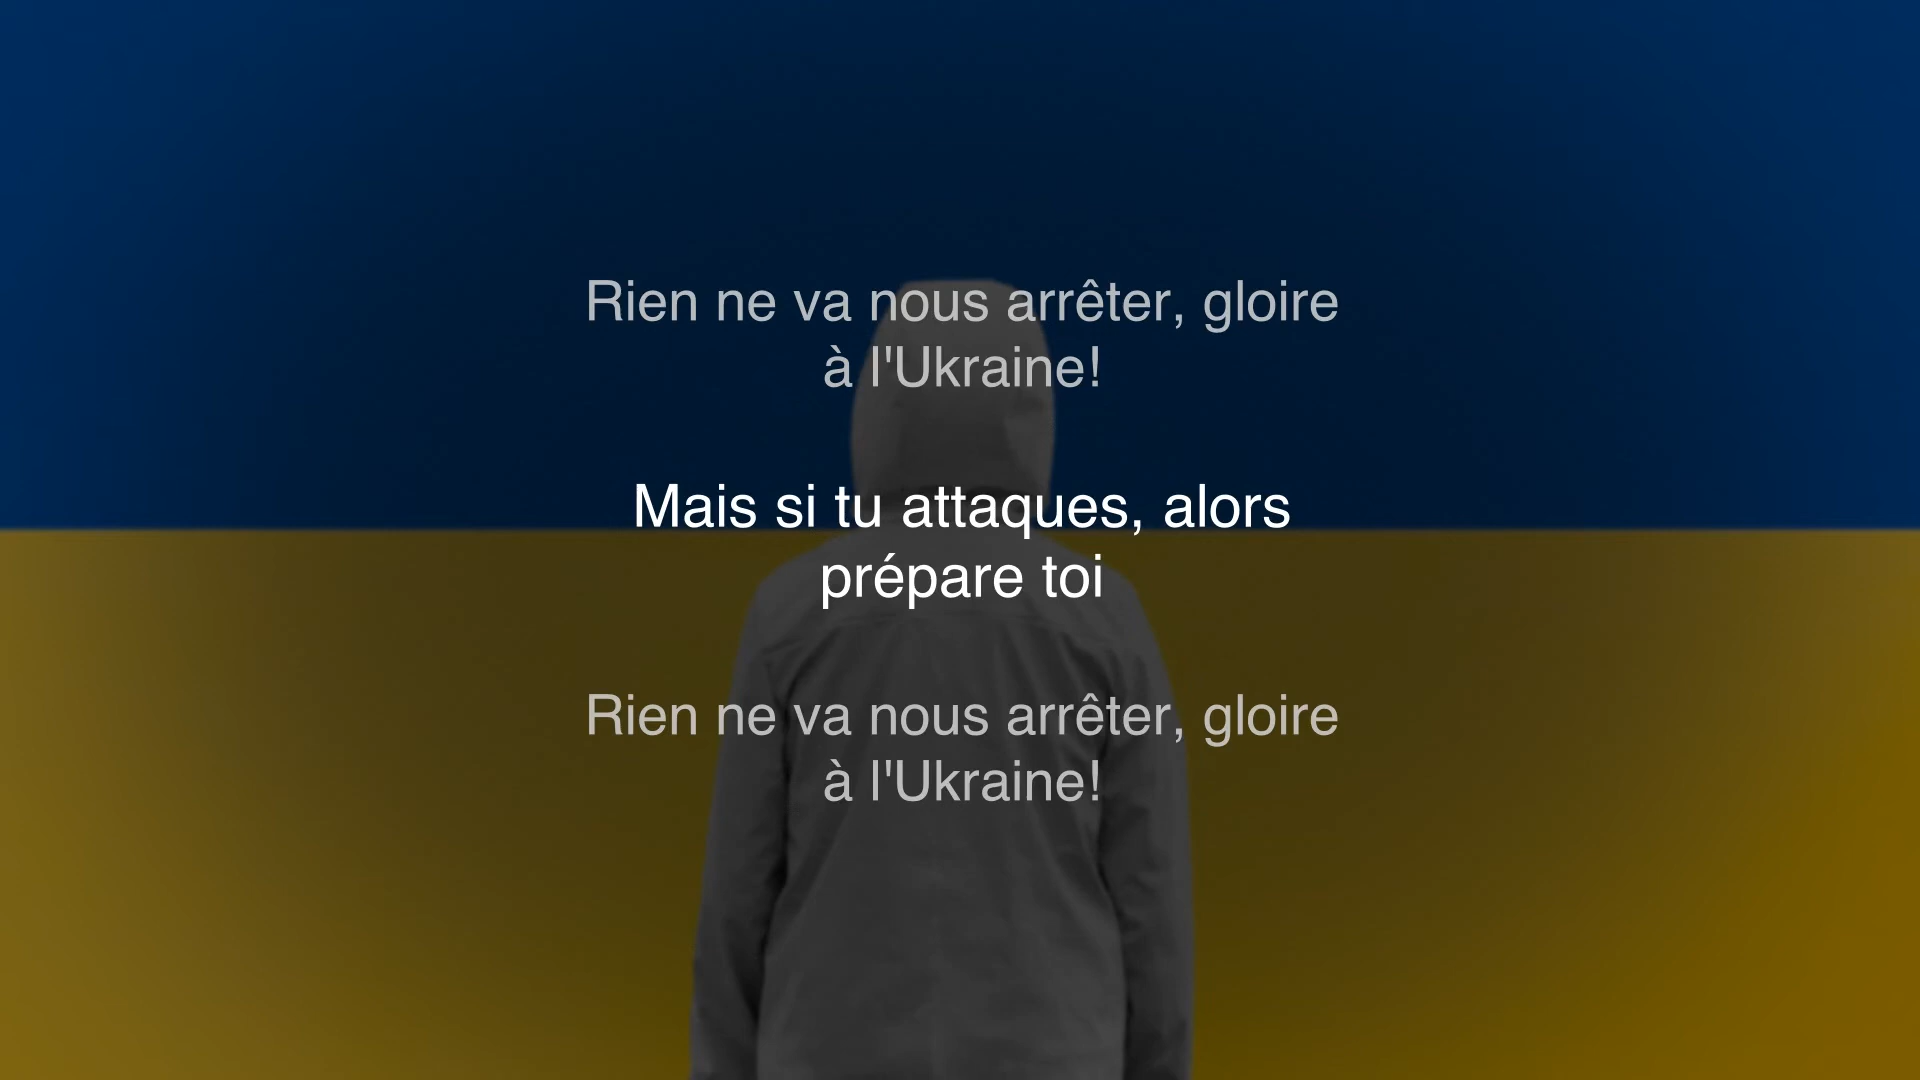 Rien ne va nous arrêter, gloire
à l'Ukraine!
Mais si tu attaques, alors
prépare toi
Rien ne va nous arrêter, gloire
à l'Ukraine!